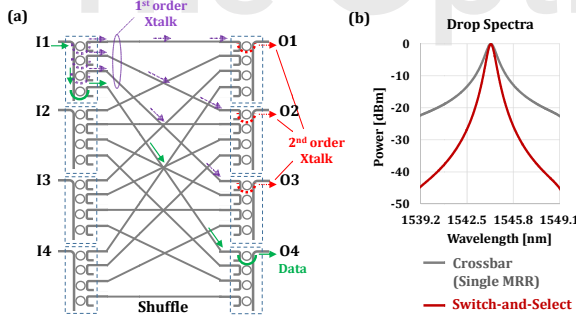 (a)
1st order
Xtalk
I1
I2
I3
I4
O1
O2
O3
O4
2nd order
Xtalk
Data
Shuffle
(b)
Drop Spectra
Power [dBm]
0
-10
-20
-30
-40
-50
1539.2 1542.5 1545.8 1549.1
Wavelength [nm]
Crossbar
(Single MRR)
Switch-and-Select